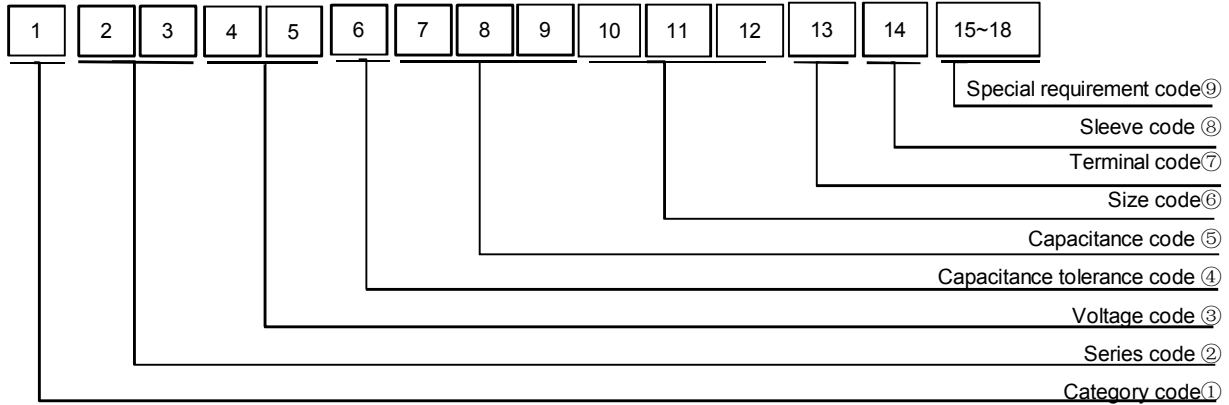 1 2 3 4 5 6 7 8 9 10 11 12 13 14 15~18
Special requirement code⑨
Sleeve code ⑧
Terminal code⑦
Size code⑥
Capacitance code ⑤
Capacitance tolerance code ④
Voltage code ③
Series code ②
Category code①